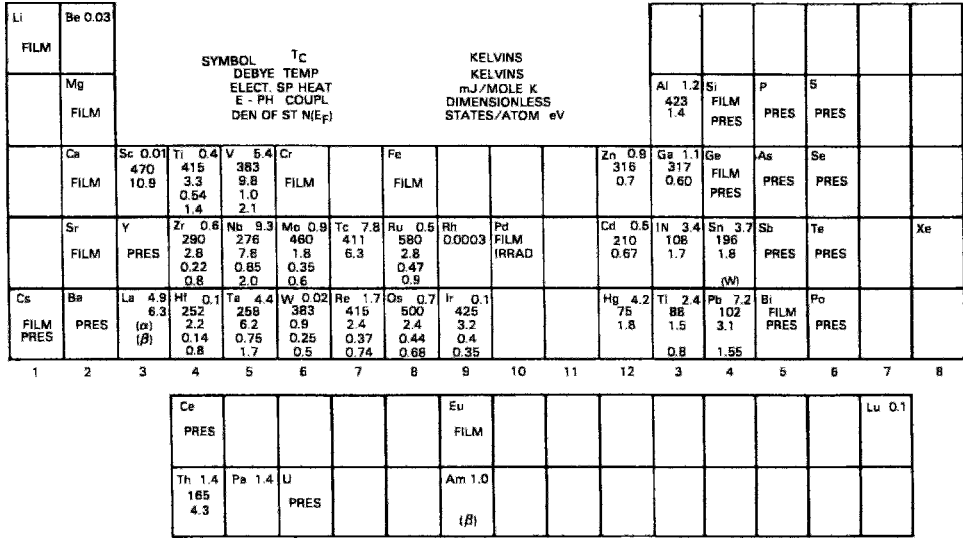 Li
FILM
Be 0.03
SYMBOL TC KELVINS
DEBYE TEMP KELVINS
ELECT. SP HEAT mJ/MOLE K
E - PH COUPL DIMENSIONLESS
DEN OF ST N(EF) STATES/ATOM eV
Mg
FILM
Al 1.2
423
1.4
Si
FILM
PRES
P
PRES
S
PRES
Ca
FILM
Sc 0.01
470
10.9
Ti 0.4
415
3.3
0.54
1.4
V 5.4
383
9.8
1.0
2.1
Cr
FILM
Fe
FILM
Zn 0.9
316
0.7
Ga 1.1
317
0.60
Ge
FILM
PRES
As
PRES
Se
PRES
Sr
FILM
Y
PRES
Zr 0.6
290
2.8
0.22
0.8
Nb 9.3
276
7.8
0.85
2.0
Mo 0.9
460
1.8
0.35
0.6
Tc 7.8
411
6.3
Ru 0.5
580
2.8
0.47
0.9
Rh
0.0003
Pd
FILM
IRRAD
Cd 0.5
210
0.67
IN 3.4
108
1.7
Sn 3.7
196
1.8
(W)
Sb
PRES
Te
PRES
Xe
Cs
FILM
PRES
Ba
PRES
La 4.9
6.3
(α)
(β)
Hf 0.1
252
2.2
0.14
0.8
Ta 4.4
258
6.2
0.75
1.7
W 0.02
383
0.9
0.25
0.5
Re 1.7
415
2.4
0.37
0.74
Os 0.7
500
2.4
0.44
0.68
Ir 0.1
425
3.2
0.4
0.35
Hg 4.2
75
1.8
Tl 2.4
88
1.5
0.8
Pb 7.2
102
3.1
1.55
Bi
FILM
PRES
Po
PRES
1 2 3 4 5 6 7 8 9 10 11 12 3 4 5 6 7 8
Ce
PRES
Eu
FILM
Lu 0.1
Th 1.4
165
4.3
Pa 1.4
U
PRES
Am 1.0
(β)